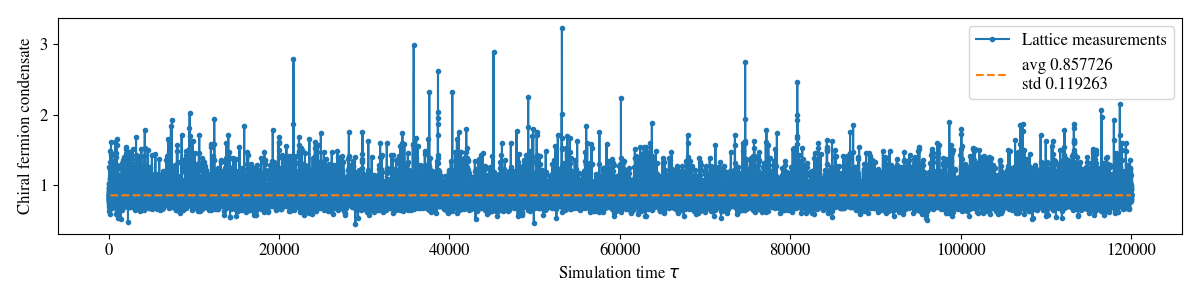 Chiral fermion condensate
3
2
1
Lattice measurements
avg 0.857726
std 0.119263
0 20000 40000 60000 80000 100000 120000
Simulation time τ